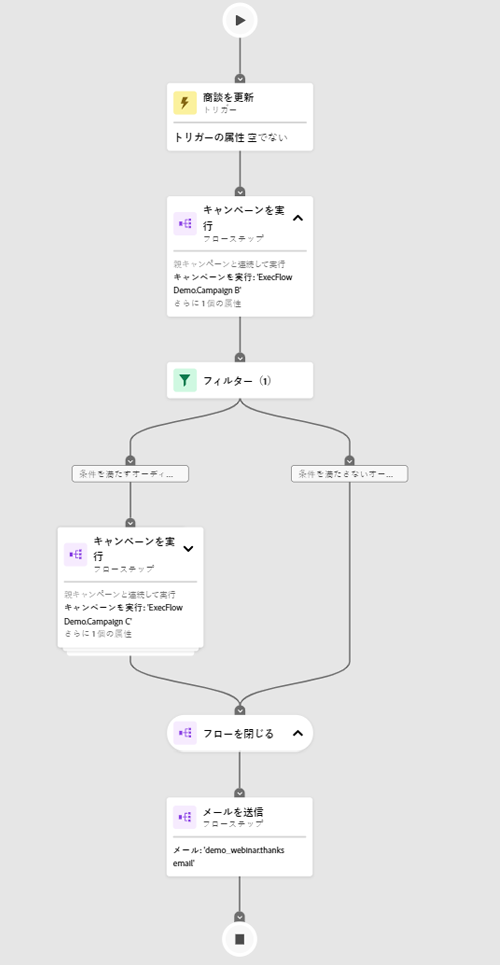 商談を更新
トリガー
トリガーの属性 空でない
キャンペーンを実
行
フローステップ
親キャンペーンと連続して実行
キャンペーンを実行: 'ExecFlow
Demo.Campaign B'
さらに 1 個の属性
フィルター（1）
条件を満たすオーディ...
条件を満たさないオー...
キャンペーンを実
行
フローステップ
親キャンペーンと連続して実行
キャンペーンを実行: 'ExecFlow
Demo.Campaign C'
さらに 1 個の属性
フローを閉じる
メールを送信
フローステップ
メール: 'demo_webinar.thanks
email'